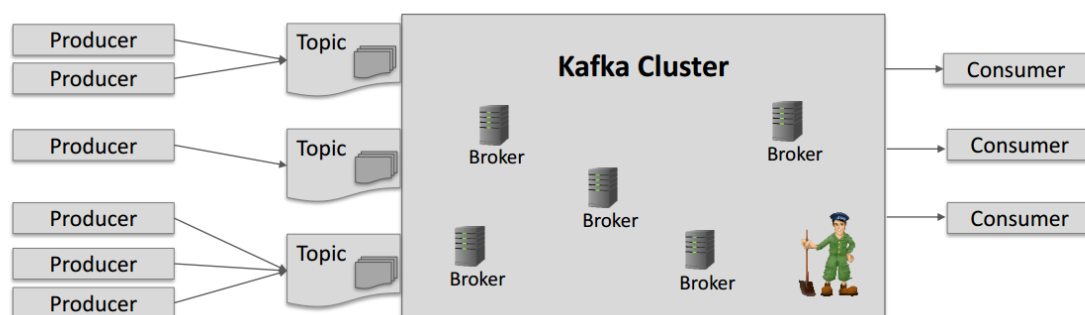 Producer
Producer
Producer
Producer
Producer
Producer
Topic
Topic
Topic
Kafka Cluster
Broker
Broker
Broker
Broker
Broker
Consumer
Consumer
Consumer